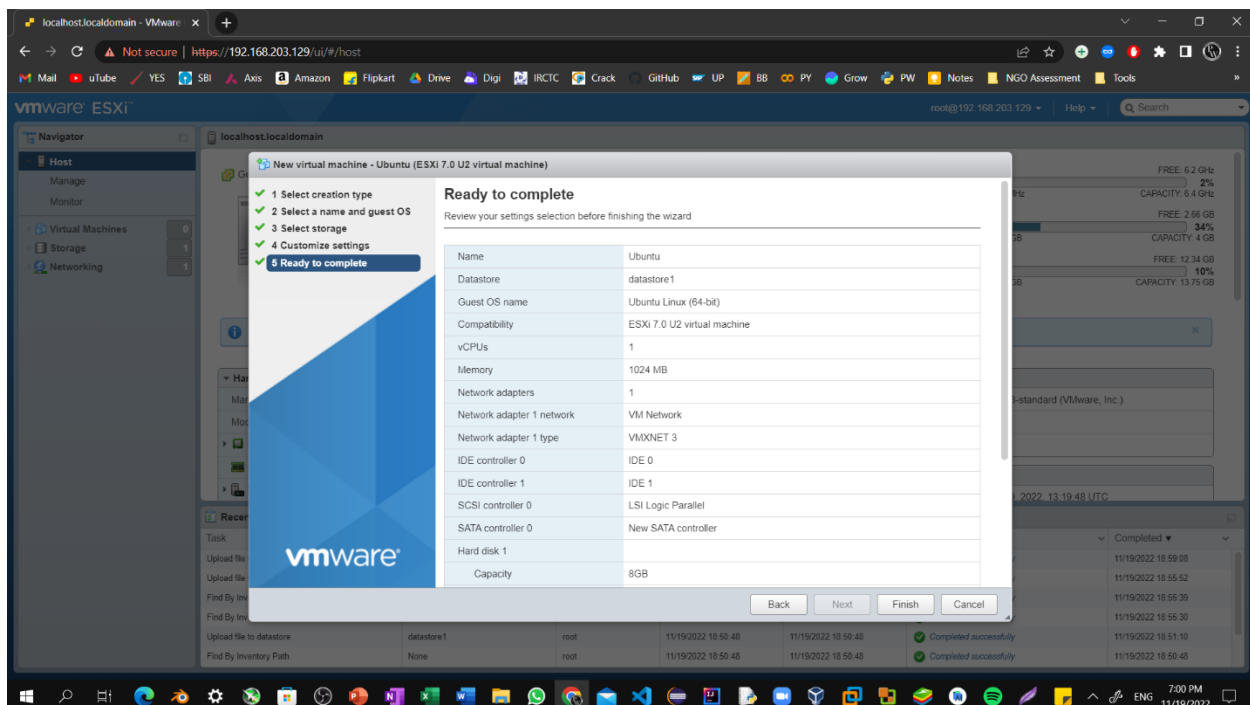 localhost.localdomain - VMware
Not secure | https://192.168.203.129/ui/#/host
Mail uTube YES SBI Axis Amazon Flipkart Drive Digi IRCTC Crack GitHub UP BB PY Grow PW Notes NGO Assessment Tools »
vmware ESXi
root@192.168.203.129 Help Search
Navigator
Host
Manage
Monitor
Virtual Machines 0
Storage 1
Networking 1
localhost.localdomain
FREE: 6.2 GHz
2%
CAPACITY: 6.4 GHz
FREE: 2.66 GB
34%
CAPACITY: 4 GB
FREE: 12.34 GB
10%
CAPACITY: 13.75 GB
New virtual machine - Ubuntu (ESXi 7.0 U2 virtual machine)
1 Select creation type
2 Select a name and guest OS
3 Select storage
4 Customize settings
5 Ready to complete
vmware
Ready to complete
Review your settings selection before finishing the wizard
Name Ubuntu
Datastore datastore1
Guest OS name Ubuntu Linux (64-bit)
Compatibility ESXi 7.0 U2 virtual machine
vCPUs 1
Memory 1024 MB
Network adapters 1
Network adapter 1 network VM Network
Network adapter 1 type VMXNET 3
IDE controller 0 IDE 0
IDE controller 1 IDE 1
SCSI controller 0 LSI Logic Parallel
SATA controller 0 New SATA controller
Hard disk 1
Capacity 8GB
Back Next Finish Cancel
-standard (VMware, Inc.)
2022, 13:19:48 UTC
Recen
Task Completed
Upload file 11/19/2022 18:59:08
Upload file 11/19/2022 18:55:52
Find By Inv 11/19/2022 18:55:39
Find By Inv 11/19/2022 18:55:30
Upload file to datastore datastore1 root 11/19/2022 18:50:48 11/19/2022 18:50:48 Completed successfully 11/19/2022 18:51:10
Find By Inventory Path None root 11/19/2022 18:50:48 11/19/2022 18:50:48 Completed successfully 11/19/2022 18:50:48
ENG 7:00 PM
11/19/2022